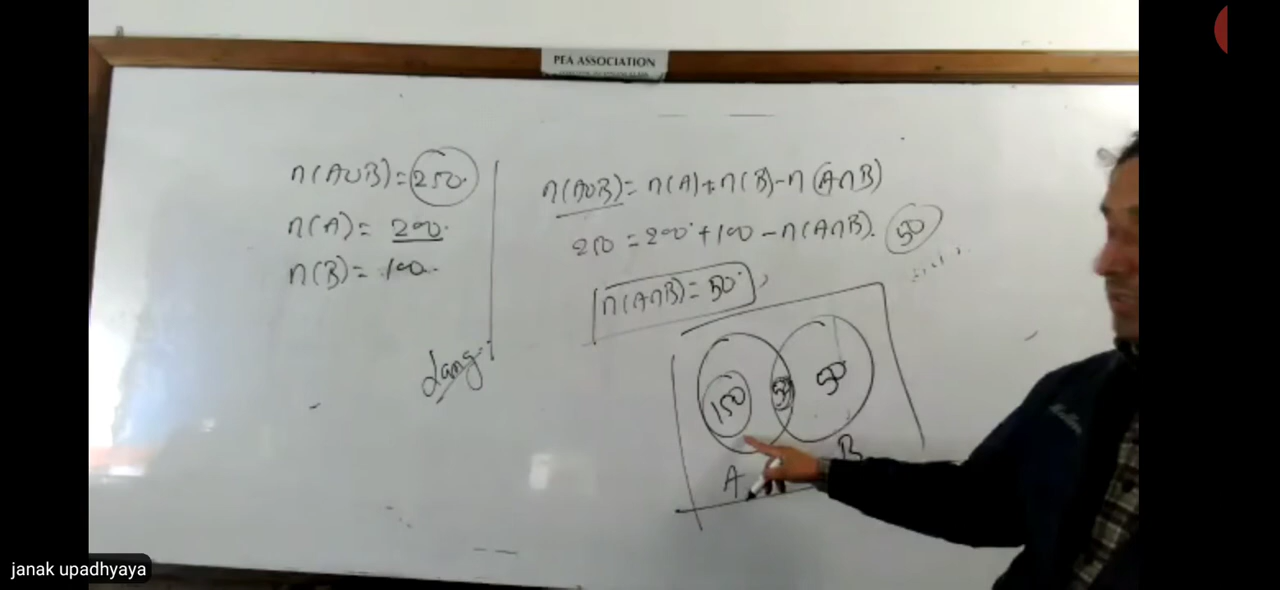 PEA ASSOCIATION
n(A∪B)=250.
n(A)= 200.
n(B)= 100.
n(A∪B)= n(A)+n(B)-n(A∩B)
250 =200+100-n(A∩B). 50
n(A∩B)= 50
150 50 50
A B
janak upadhyaya